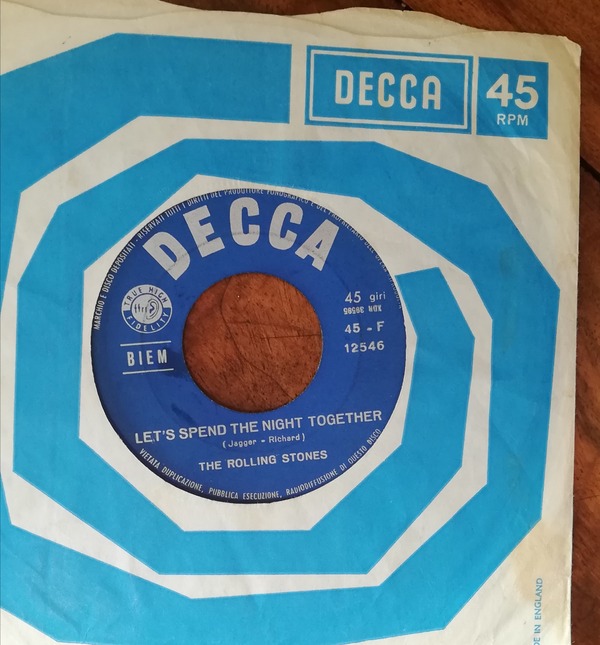 DECCA
45
RPM
MARCHIO E DISCO DEPOSITATI - RISERVATI TUTTI I DIRITTI DEL PRODUTTORE FONOGRAFICO E
DECCA
TRUE HIGH
FIDELITY
BIEM
45 giri
45 - F
12546
LET'S SPEND THE NIGHT TOGETHER
(Jagger - Richard)
THE ROLLING STONES
VIETATA DUPLICAZIONE, PUBBLICA ESECUZIONE, RADIODIFFUSIONE DI QUESTO DISCO
IN ENGLAND